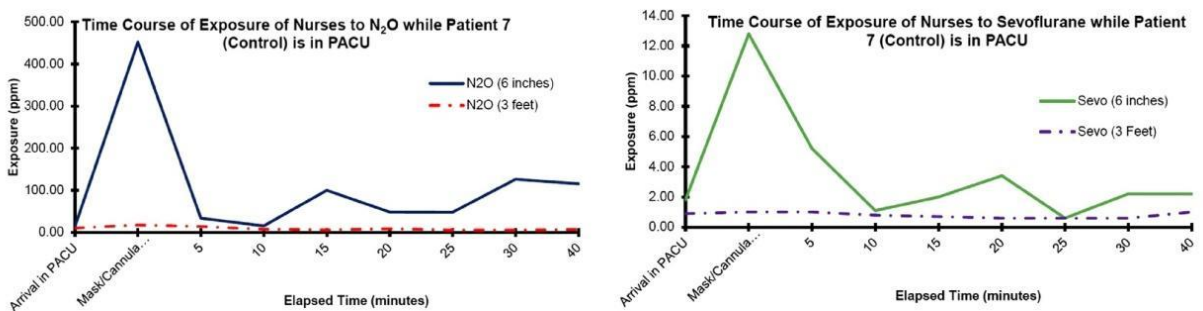 Time Course of Exposure of Nurses to N₂O while Patient 7
(Control) is in PACU
500.00
400.00
300.00
200.00
100.00
0.00
Exposure (ppm)
N2O (6 inches)
N2O (3 feet)
Arrival in PACU
Mask/Cannula...
5
10
15
20
25
30
40
Elapsed Time (minutes)
Time Course of Exposure of Nurses to Sevoflurane while Patient
7 (Control) is in PACU
14.00
12.00
10.00
8.00
6.00
4.00
2.00
0.00
Exposure (ppm)
Sevo (6 inches)
Sevo (3 Feet)
Arrival in PACU
Mask/Cannula...
5
10
15
20
25
30
40
Elapsed Time (minutes)